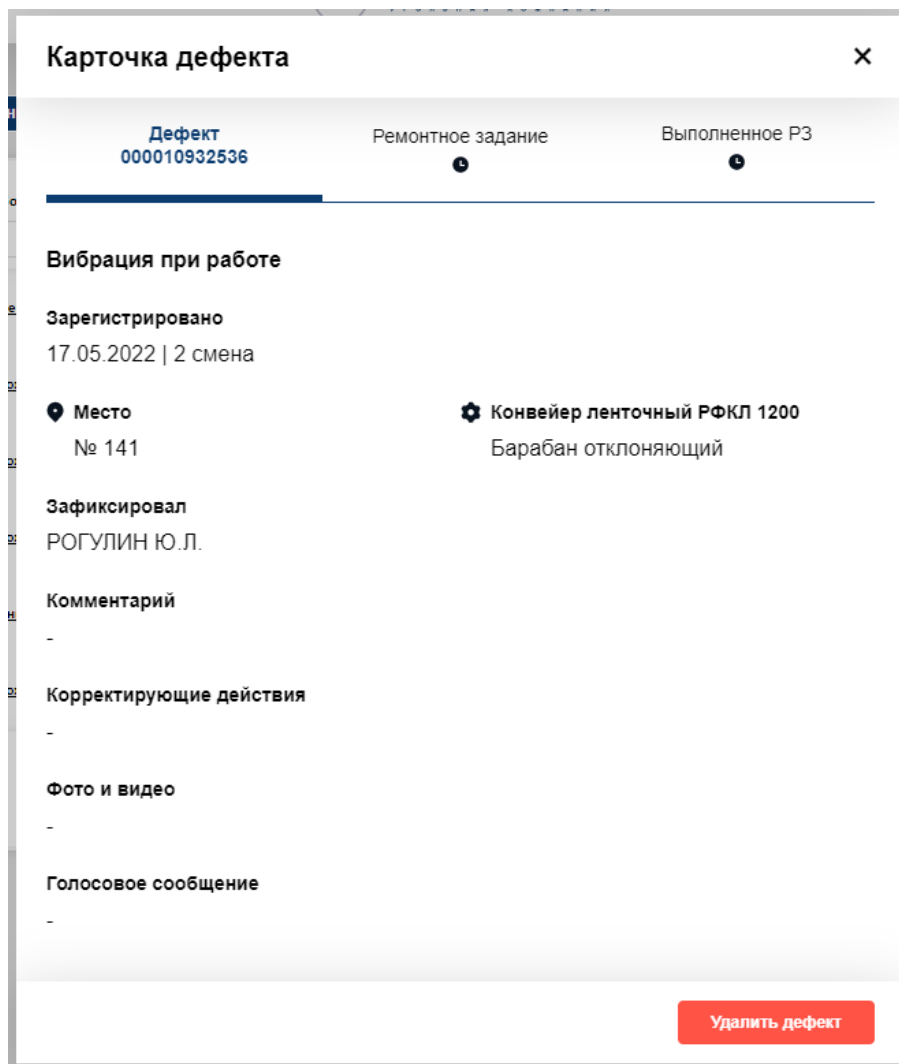 Карточка дефекта
Дефект
000010932536
Ремонтное задание
Выполненное РЗ
Вибрация при работе
Зарегистрировано
17.05.2022 | 2 смена
Место
№ 141
Конвейер ленточный РФКЛ 1200
Барабан отклоняющий
Зафиксировал
РОГУЛИН Ю.Л.
Комментарий
-
Корректирующие действия
-
Фото и видео
-
Голосовое сообщение
-
Удалить дефект